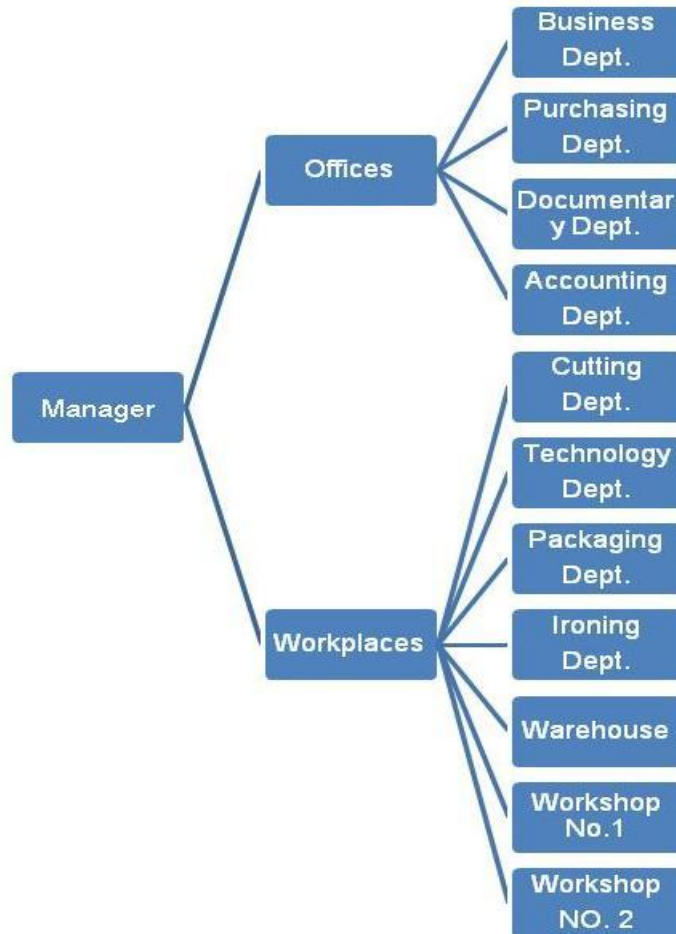 Business
Dept.
Purchasing
Dept.
Offices
Documentar
y Dept.
Accounting
Dept.
Manager
Cutting
Dept.
Technology
Dept.
Packaging
Dept.
Workplaces
Ironing
Dept.
Warehouse
Workshop
No.1
Workshop
NO. 2